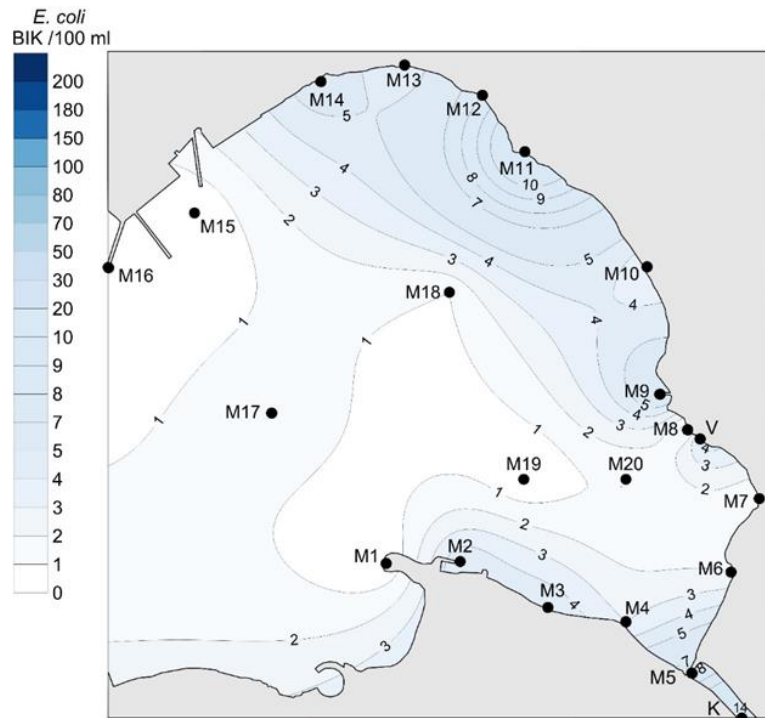 E. coli
BIK /100 ml
200
180
150
100
80
70
50
30
20
10
9
8
7
5
4
3
2
1
0
M13
M14
M12
5
M11
8
10
9
7
4
3
2
M15
M16
3
4
5
M10
4
M18
1
1
4
M9
5
4
3
M8
V
2
4
3
2
M17
1
1
M19
M20
1
M7
2
M1
M2
3
M6
M3
4
M4
3
4
5
2
3
7
8
M5
K
14